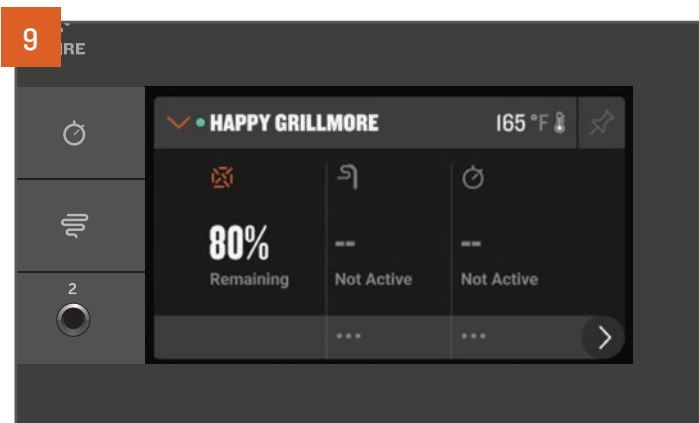 9
RE
HAPPY GRILLMORE
165 °F
80%
--
--
Remaining
Not Active
Not Active
2